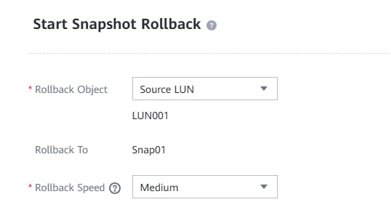 Start Snapshot Rollback
* Rollback Object Source LUN
LUN001
Rollback To Snap01
* Rollback Speed Medium